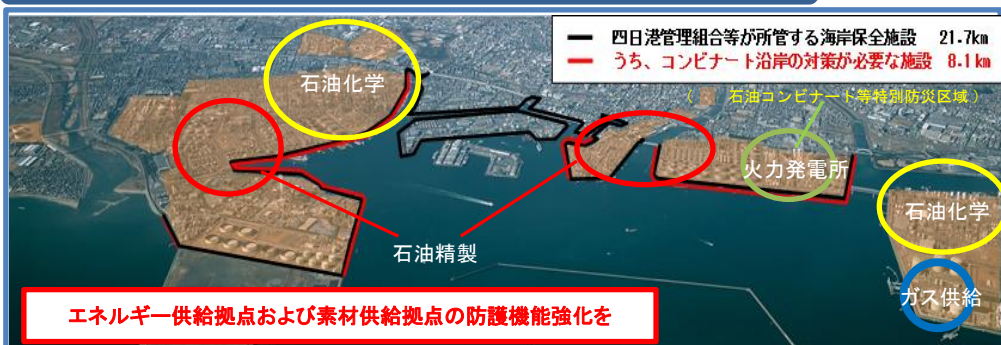 四日港管理組合等が所管する海岸保全施設 21.7km
うち、コンビナート沿岸の対策が必要な施設 8.1km
( 石油コンビナート等特別防災区域 )
石油化学
火力発電所
石油化学
石油精製
ガス供給
エネルギー供給拠点および素材供給拠点の防護機能強化を